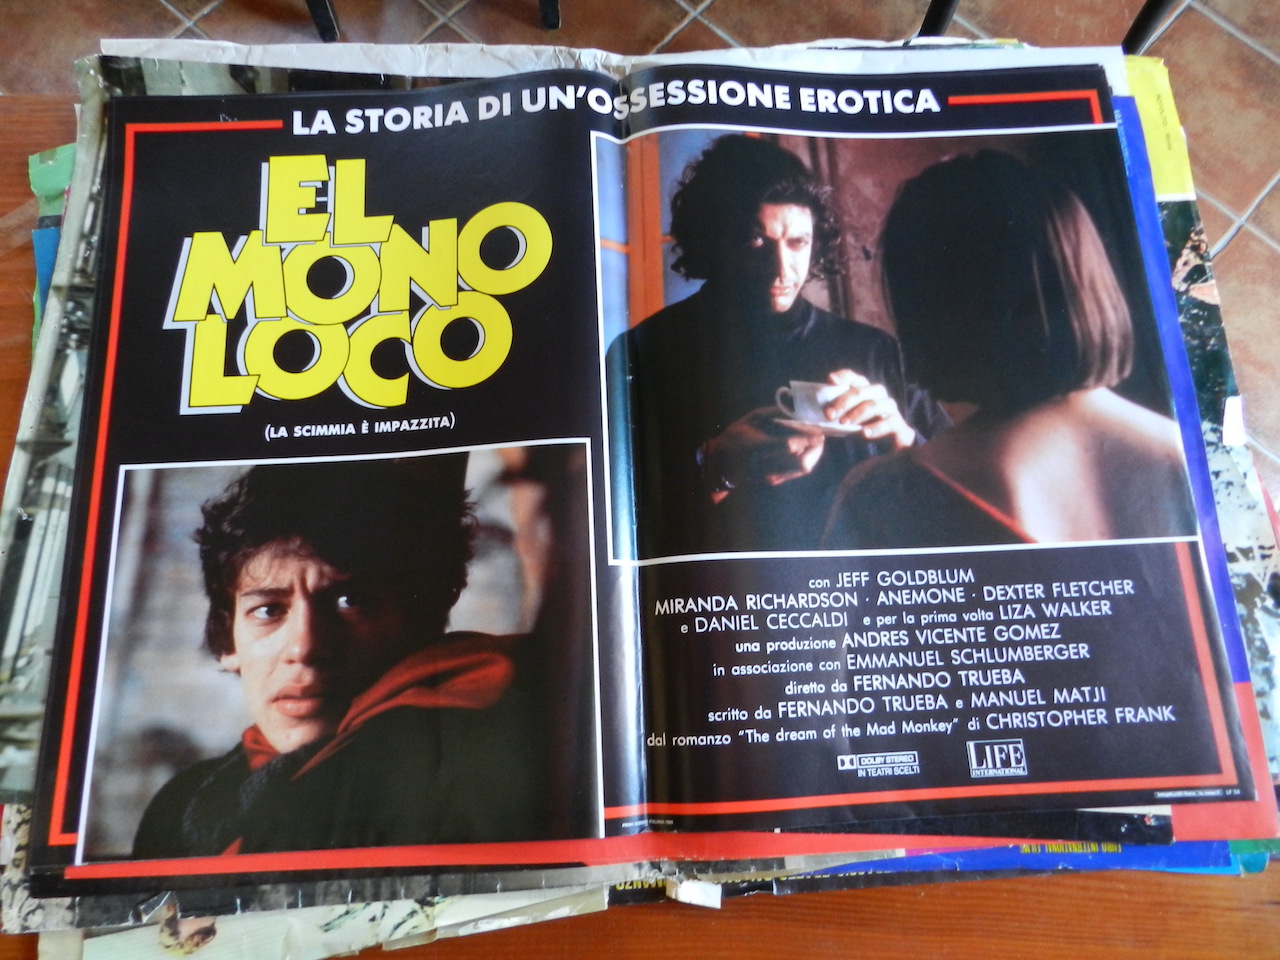 LA STORIA DI UN'OSSESSIONE EROTICA
EL
MONO
LOCO
(LA SCIMMIA È IMPAZZITA)
con JEFF GOLDBLUM
MIRANDA RICHARDSON · ANEMONE · DEXTER FLETCHER
e DANIEL CECCALDI e per la prima volta LIZA WALKER
una produzione ANDRES VICENTE GOMEZ
in associazione con EMMANUEL SCHLUMBERGER
diretto da FERNANDO TRUEBA
scritto da FERNANDO TRUEBA e MANUEL MATJI
dal romanzo "The dream of the Mad Monkey" di CHRISTOPHER FRANK
DOLBY STEREO
IN TEATRI SCELTI
LIFE
INTERNATIONAL
EURO INTERNATIONAL FILMS